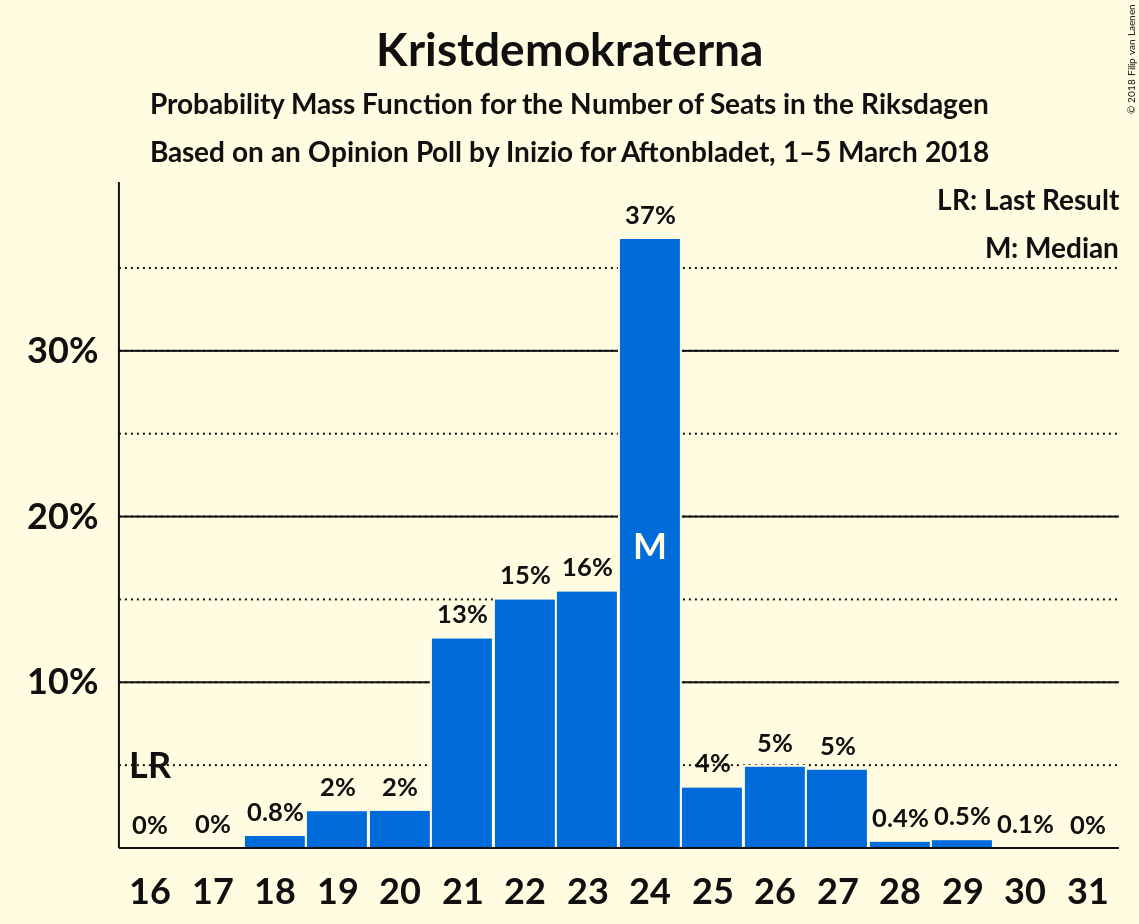 Kristdemokraterna
Probability Mass Function for the Number of Seats in the Riksdagen
Based on an Opinion Poll by Inizio for Aftonbladet, 1–5 March 2018
© 2018 Filip van Laenen
LR: Last Result
M: Median
37%
30%
20%
M
16%
15%
13%
10%
LR
5%
5%
4%
2%
2%
0.8%
0.5%
0.4%
0.1%
0%
0%
0%
16 17 18 19 20 21 22 23 24 25 26 27 28 29 30 31